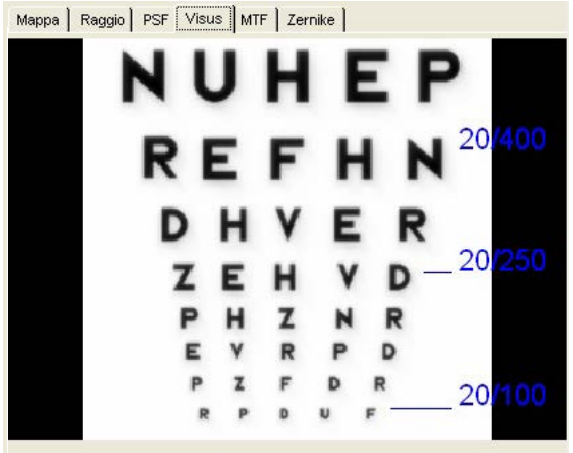 Mappa Raggio PSF Visus MTF Zernike
N U H E P
R E F H N 20/400
D H V E R
Z E H V D 20/250
P H Z N R
E V R P D
P Z F D R
R P D U F 20/100